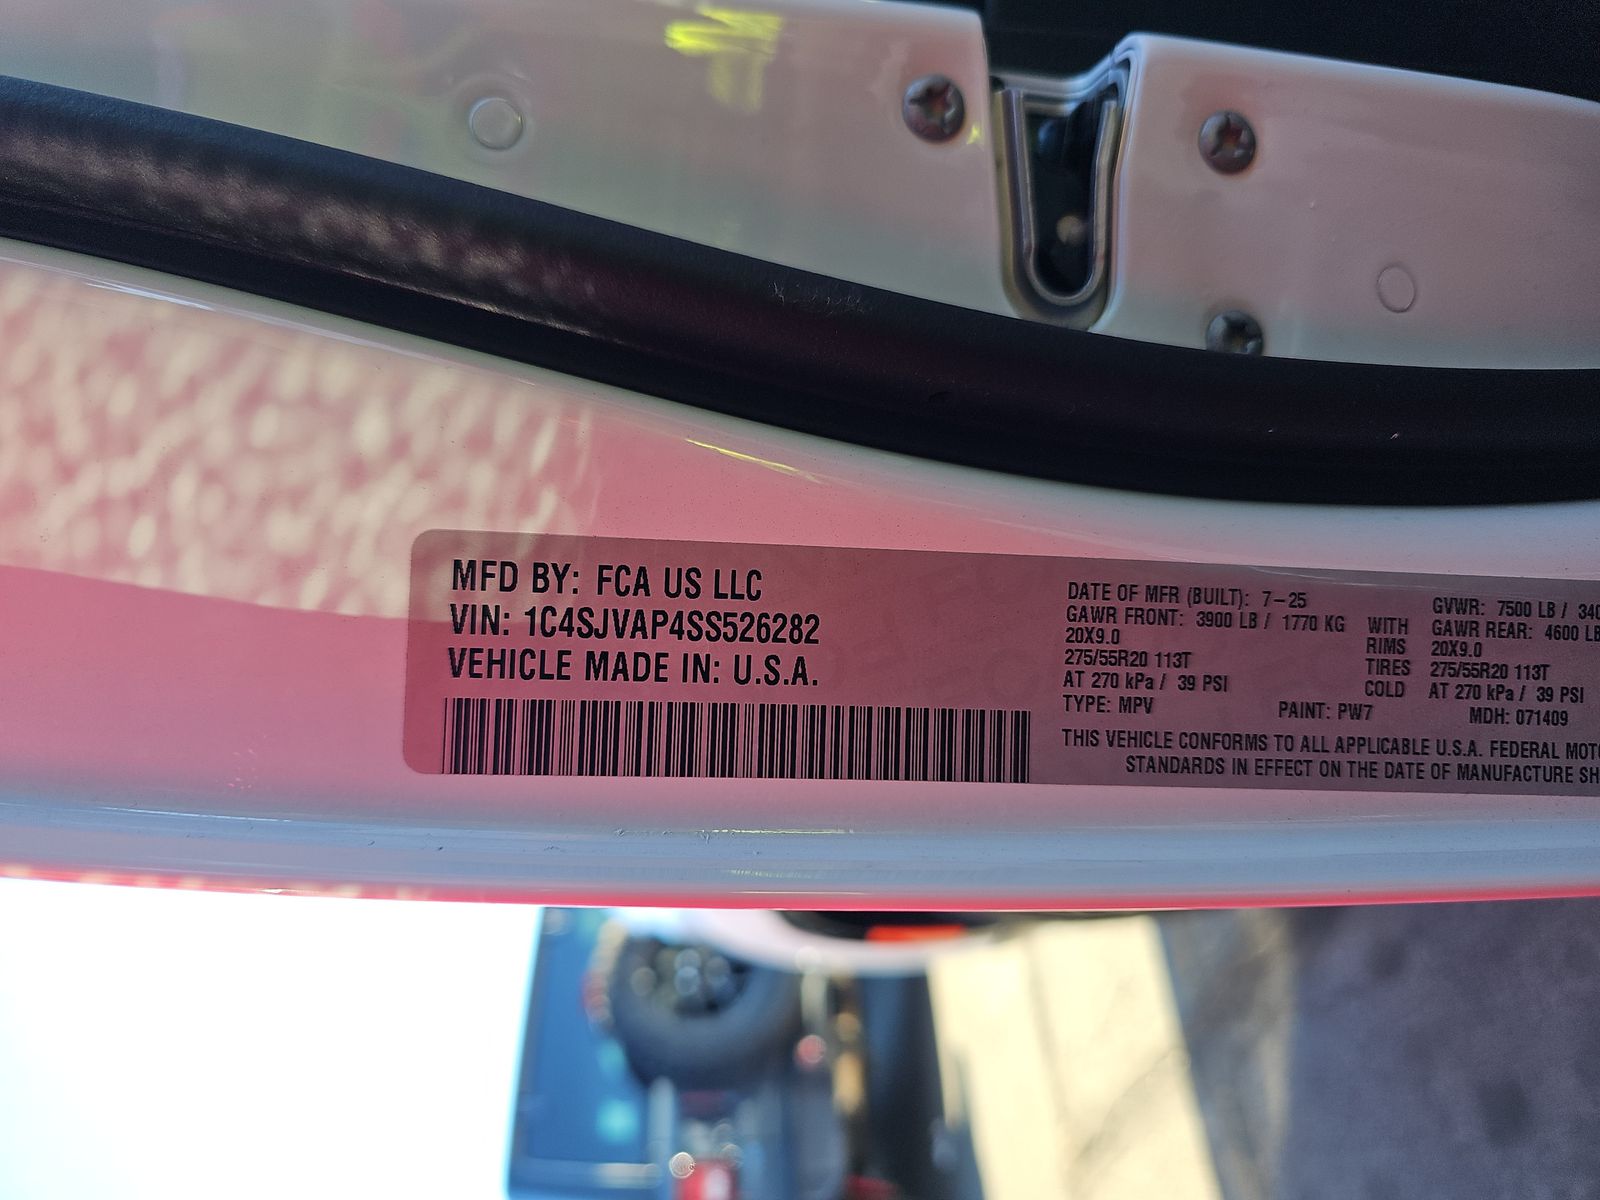 MFD BY: FCA US LLC
VIN: 1C4SJVAP4SS526282
VEHICLE MADE IN: U.S.A.
DATE OF MFR (BUILT): 7-25
GVWR: 7500 LB / 340
GAWR FRONT: 3900 LB / 1770 KG WITH GAWR REAR: 4600 LB
20X9.0 RIMS 20X9.0
275/55R20 113T TIRES 275/55R20 113T
AT 270 kPa / 39 PSI COLD AT 270 kPa / 39 PSI
TYPE: MPV PAINT: PW7 MDH: 071409
THIS VEHICLE CONFORMS TO ALL APPLICABLE U.S.A. FEDERAL MOT
STANDARDS IN EFFECT ON THE DATE OF MANUFACTURE SH